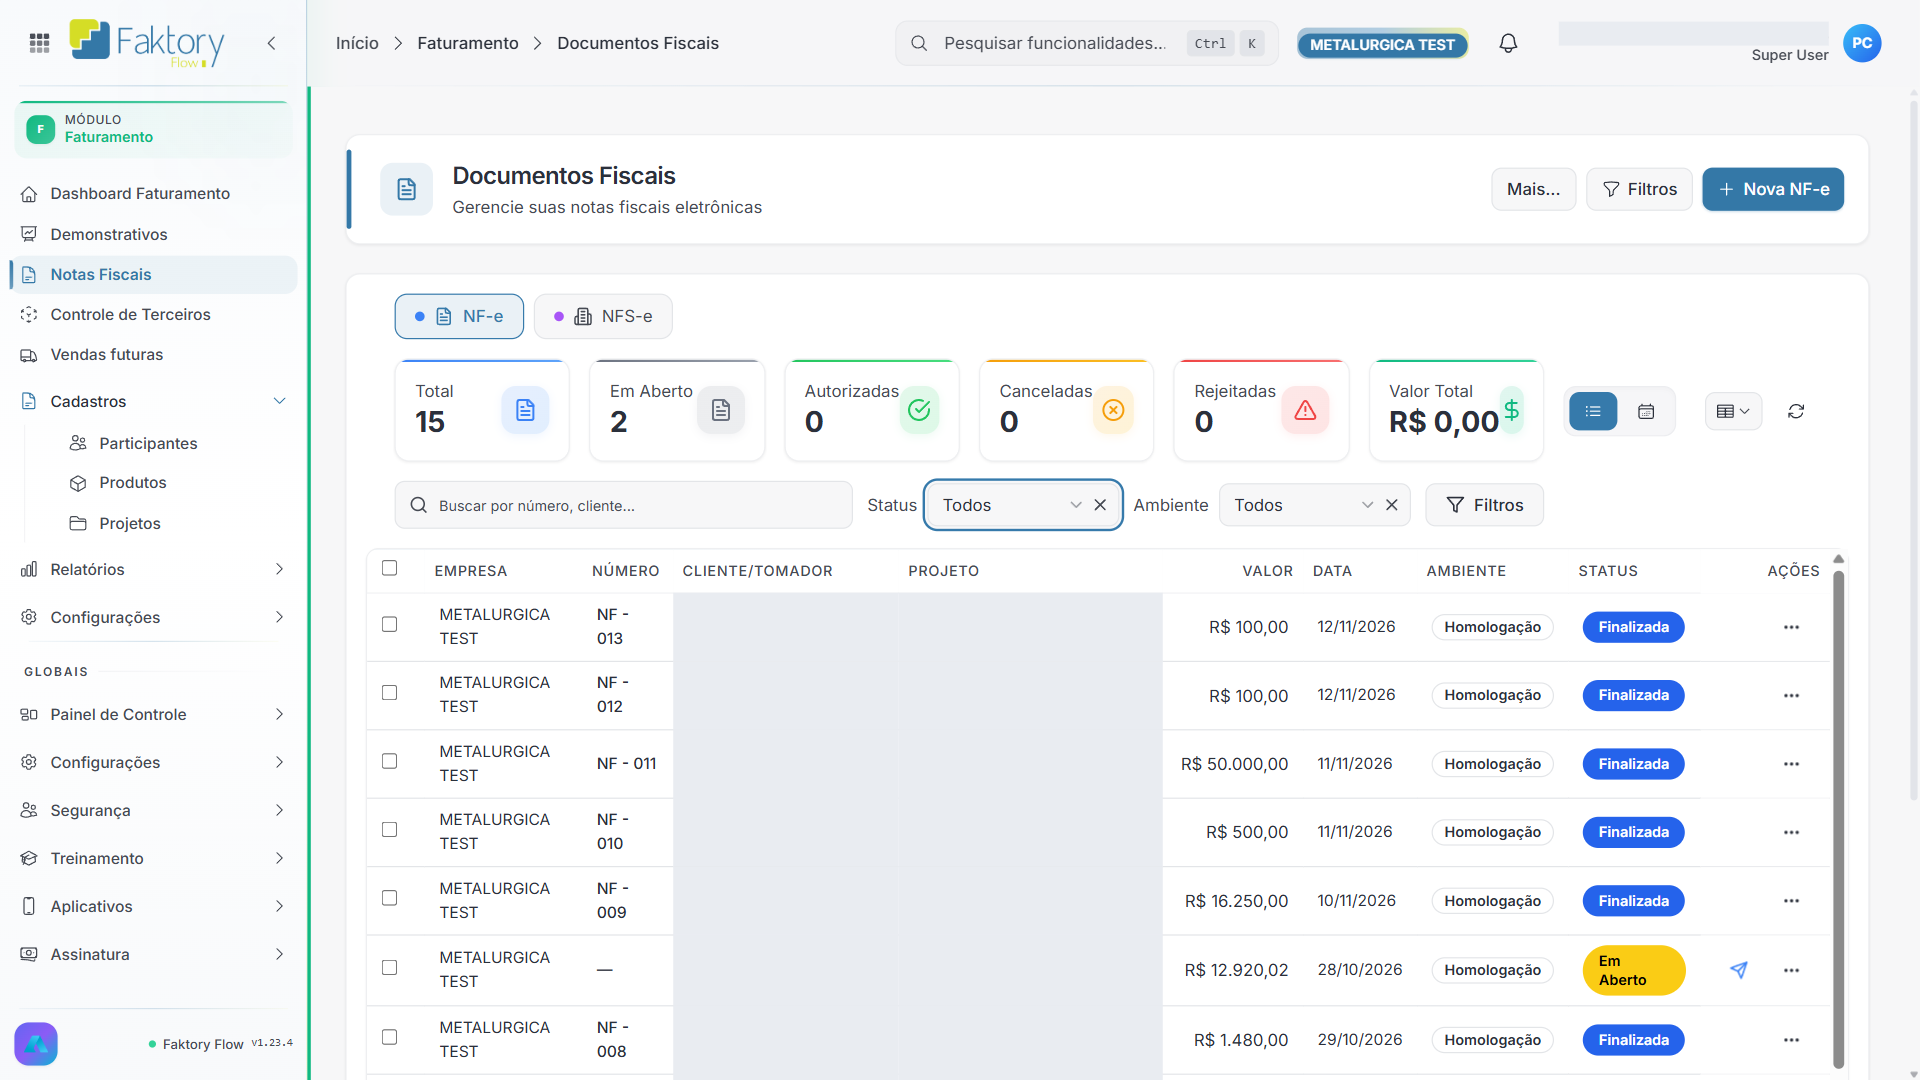 Faktory
Flow
Início
Faturamento
Documentos Fiscais
Pesquisar funcionalidades...
Ctrl
K
METALURGICA TEST
Super User
PC
F
MÓDULO
Faturamento
Dashboard Faturamento
Demonstrativos
Notas Fiscais
Controle de Terceiros
Vendas futuras
Cadastros
Participantes
Produtos
Projetos
Relatórios
Configurações
GLOBAIS
Painel de Controle
Configurações
Segurança
Treinamento
Aplicativos
Assinatura
Faktory Flow v1.23.4
Documentos Fiscais
Gerencie suas notas fiscais eletrônicas
Mais...
Filtros
Nova NF-e
NF-e
NFS-e
Total
15
Em Aberto
2
Autorizadas
0
Canceladas
0
Rejeitadas
0
Valor Total
R$ 0,00
Buscar por número, cliente...
Status
Todos
Ambiente
Todos
Filtros
EMPRESA NÚMERO CLIENTE/TOMADOR PROJETO VALOR DATA AMBIENTE STATUS AÇÕES
METALURGICA TEST NF - 013 R$ 100,00 12/11/2026 Homologação Finalizada
METALURGICA TEST NF - 012 R$ 100,00 12/11/2026 Homologação Finalizada
METALURGICA TEST NF - 011 R$ 50.000,00 11/11/2026 Homologação Finalizada
METALURGICA TEST NF - 010 R$ 500,00 11/11/2026 Homologação Finalizada
METALURGICA TEST NF - 009 R$ 16.250,00 10/11/2026 Homologação Finalizada
METALURGICA TEST — R$ 12.920,02 28/10/2026 Homologação Em Aberto
METALURGICA TEST NF - 008 R$ 1.480,00 29/10/2026 Homologação Finalizada